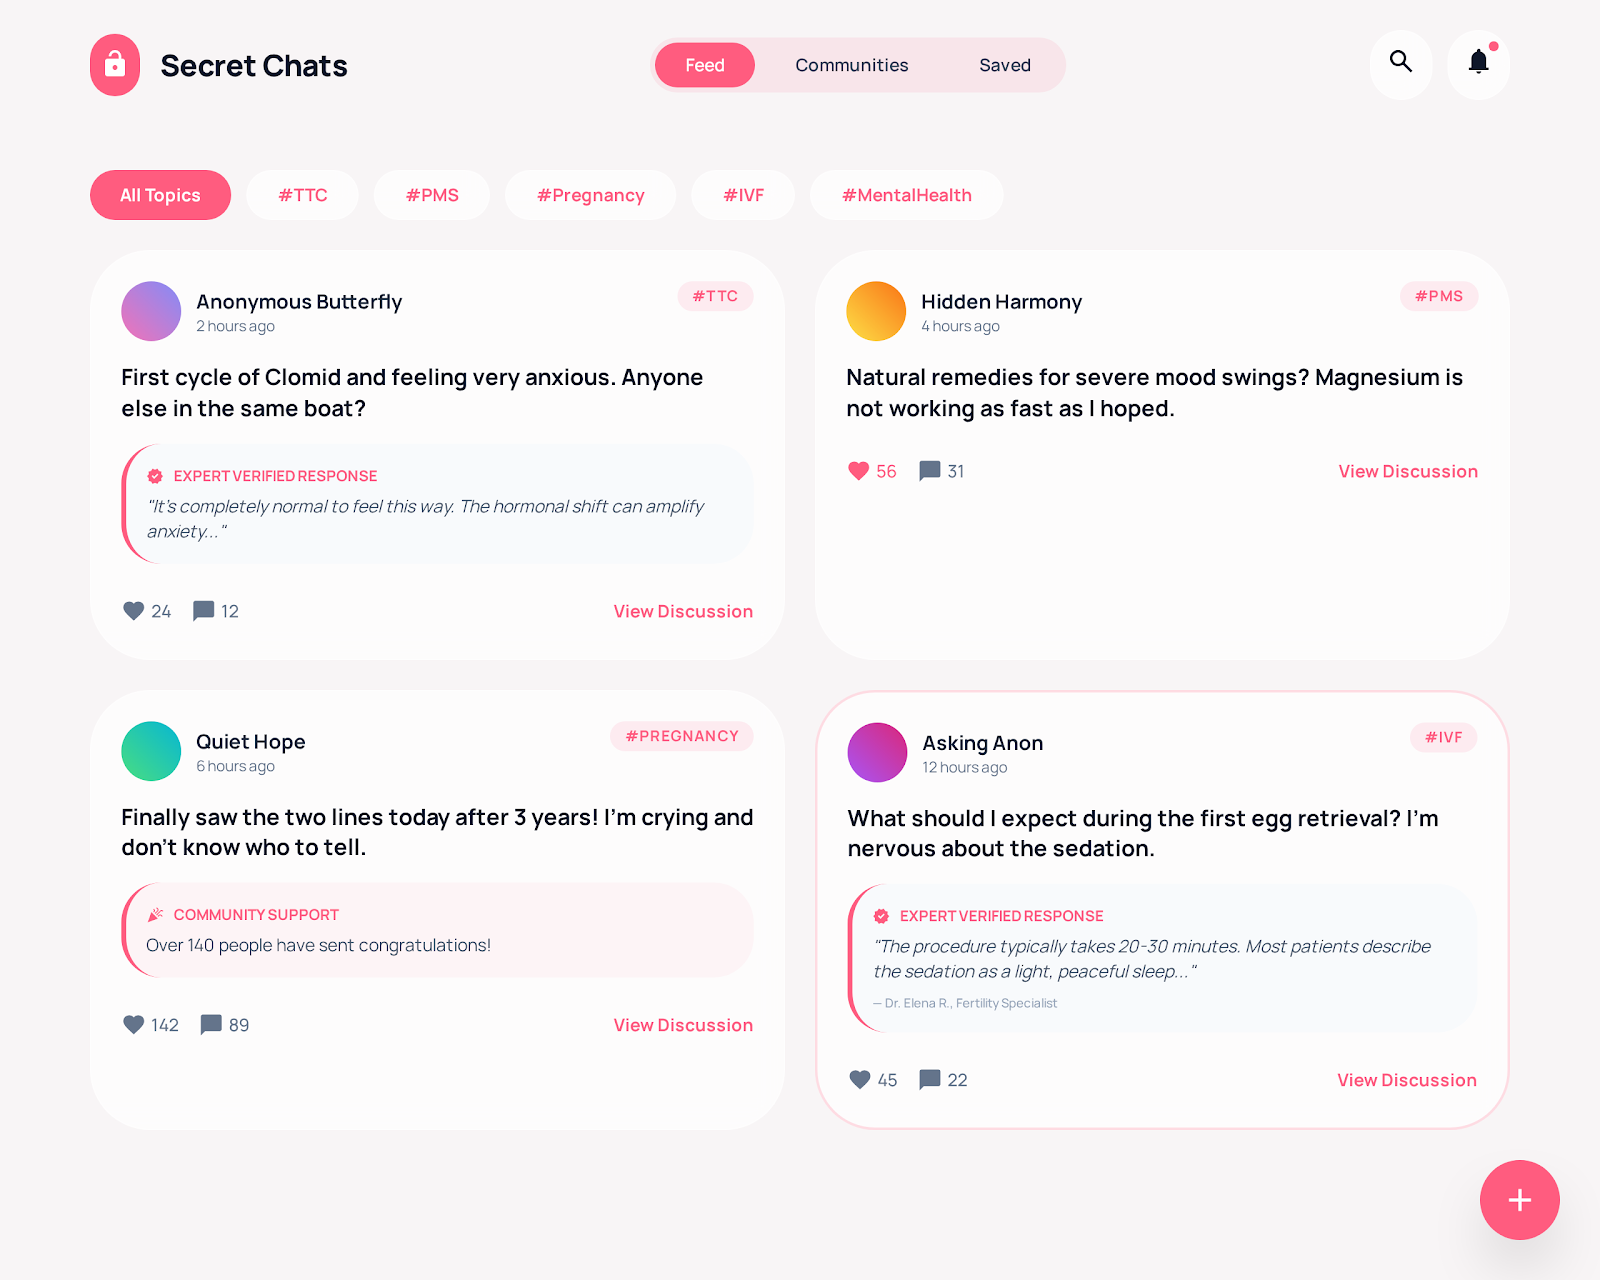 Secret Chats
Feed
Communities
Saved
All Topics
#TTC
#PMS
#Pregnancy
#IVF
#MentalHealth
Anonymous Butterfly
2 hours ago
#TTC
First cycle of Clomid and feeling very anxious. Anyone
else in the same boat?
EXPERT VERIFIED RESPONSE
"It's completely normal to feel this way. The hormonal shift can amplify
anxiety..."
24
12
View Discussion
Hidden Harmony
4 hours ago
#PMS
Natural remedies for severe mood swings? Magnesium is
not working as fast as I hoped.
56
31
View Discussion
Quiet Hope
6 hours ago
#PREGNANCY
Finally saw the two lines today after 3 years! I'm crying and
don't know who to tell.
COMMUNITY SUPPORT
Over 140 people have sent congratulations!
142
89
View Discussion
Asking Anon
12 hours ago
#IVF
What should I expect during the first egg retrieval? I'm
nervous about the sedation.
EXPERT VERIFIED RESPONSE
"The procedure typically takes 20-30 minutes. Most patients describe
the sedation as a light, peaceful sleep..."
— Dr. Elena R., Fertility Specialist
45
22
View Discussion